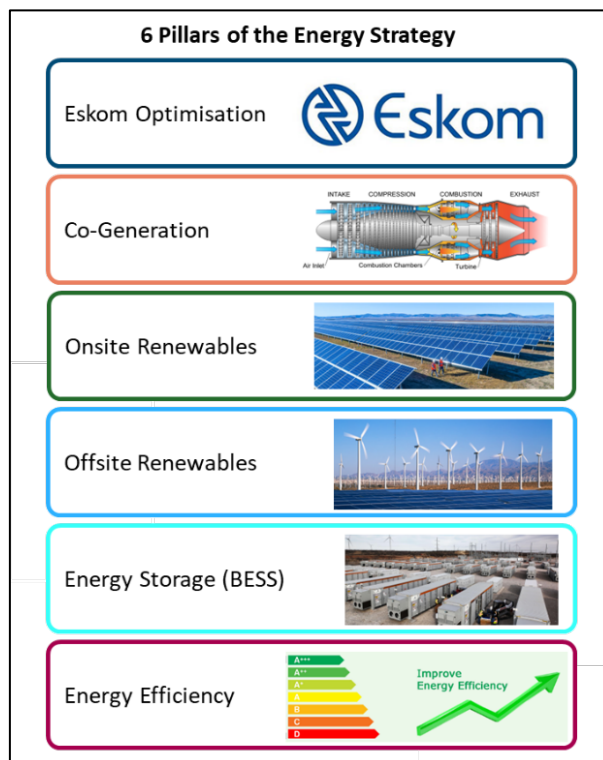 6 Pillars of the Energy Strategy
Eskom Optimisation
Eskom
Co-Generation
INTAKE COMPRESSION COMBUSTION EXHAUST
Air Inlet Combustion Chambers Turbine
Onsite Renewables
Offsite Renewables
Energy Storage (BESS)
Energy Efficiency
A+++
A++
A+
A
B
C
D
Improve
Energy Efficiency